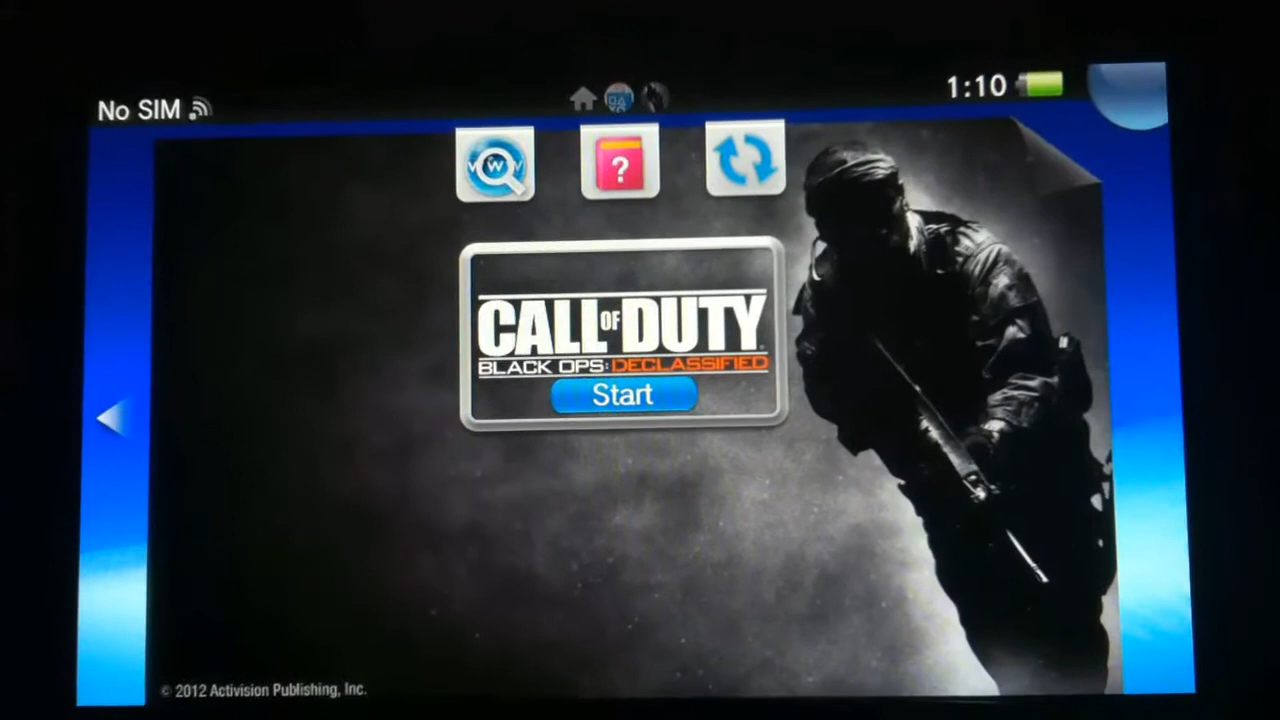 No SIM
1:10
W W W
?
CALL OF DUTY
BLACK OPS: DECLASSIFIED
Start
© 2012 Activision Publishing, Inc.